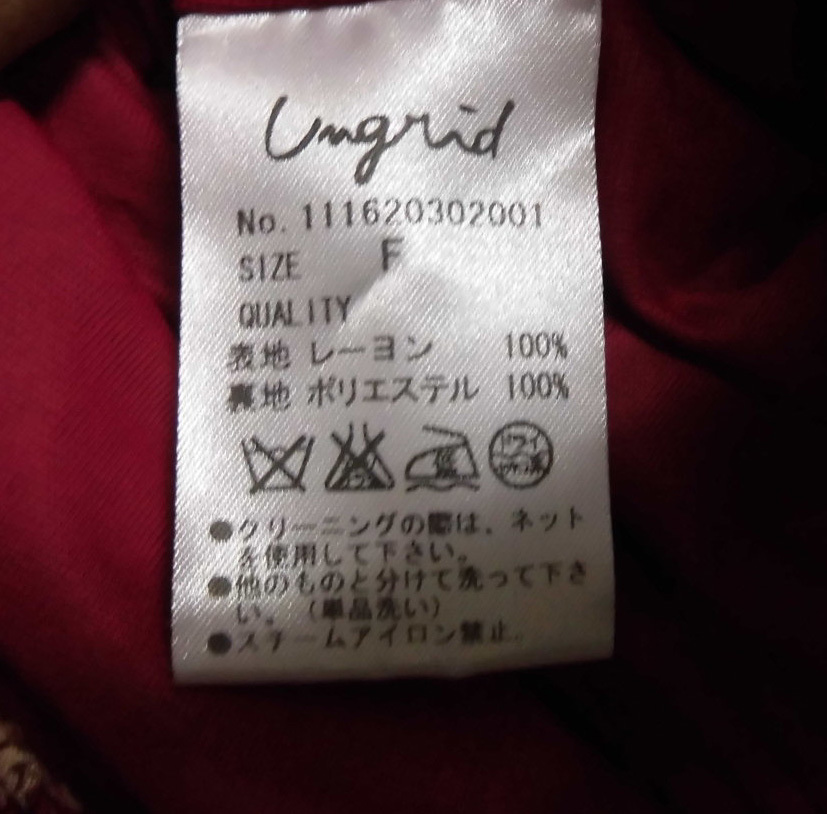 Ungrid
No. 111620302001
SIZE F
QUALITY
表地 レーヨン 100%
裏地 ポリエステル 100%
ドライ
●クリーニングの際は、ネット
を使用して下さい。
●他のものと分けて洗って下さ
い。（単品洗い）
●スチームアイロン禁止。